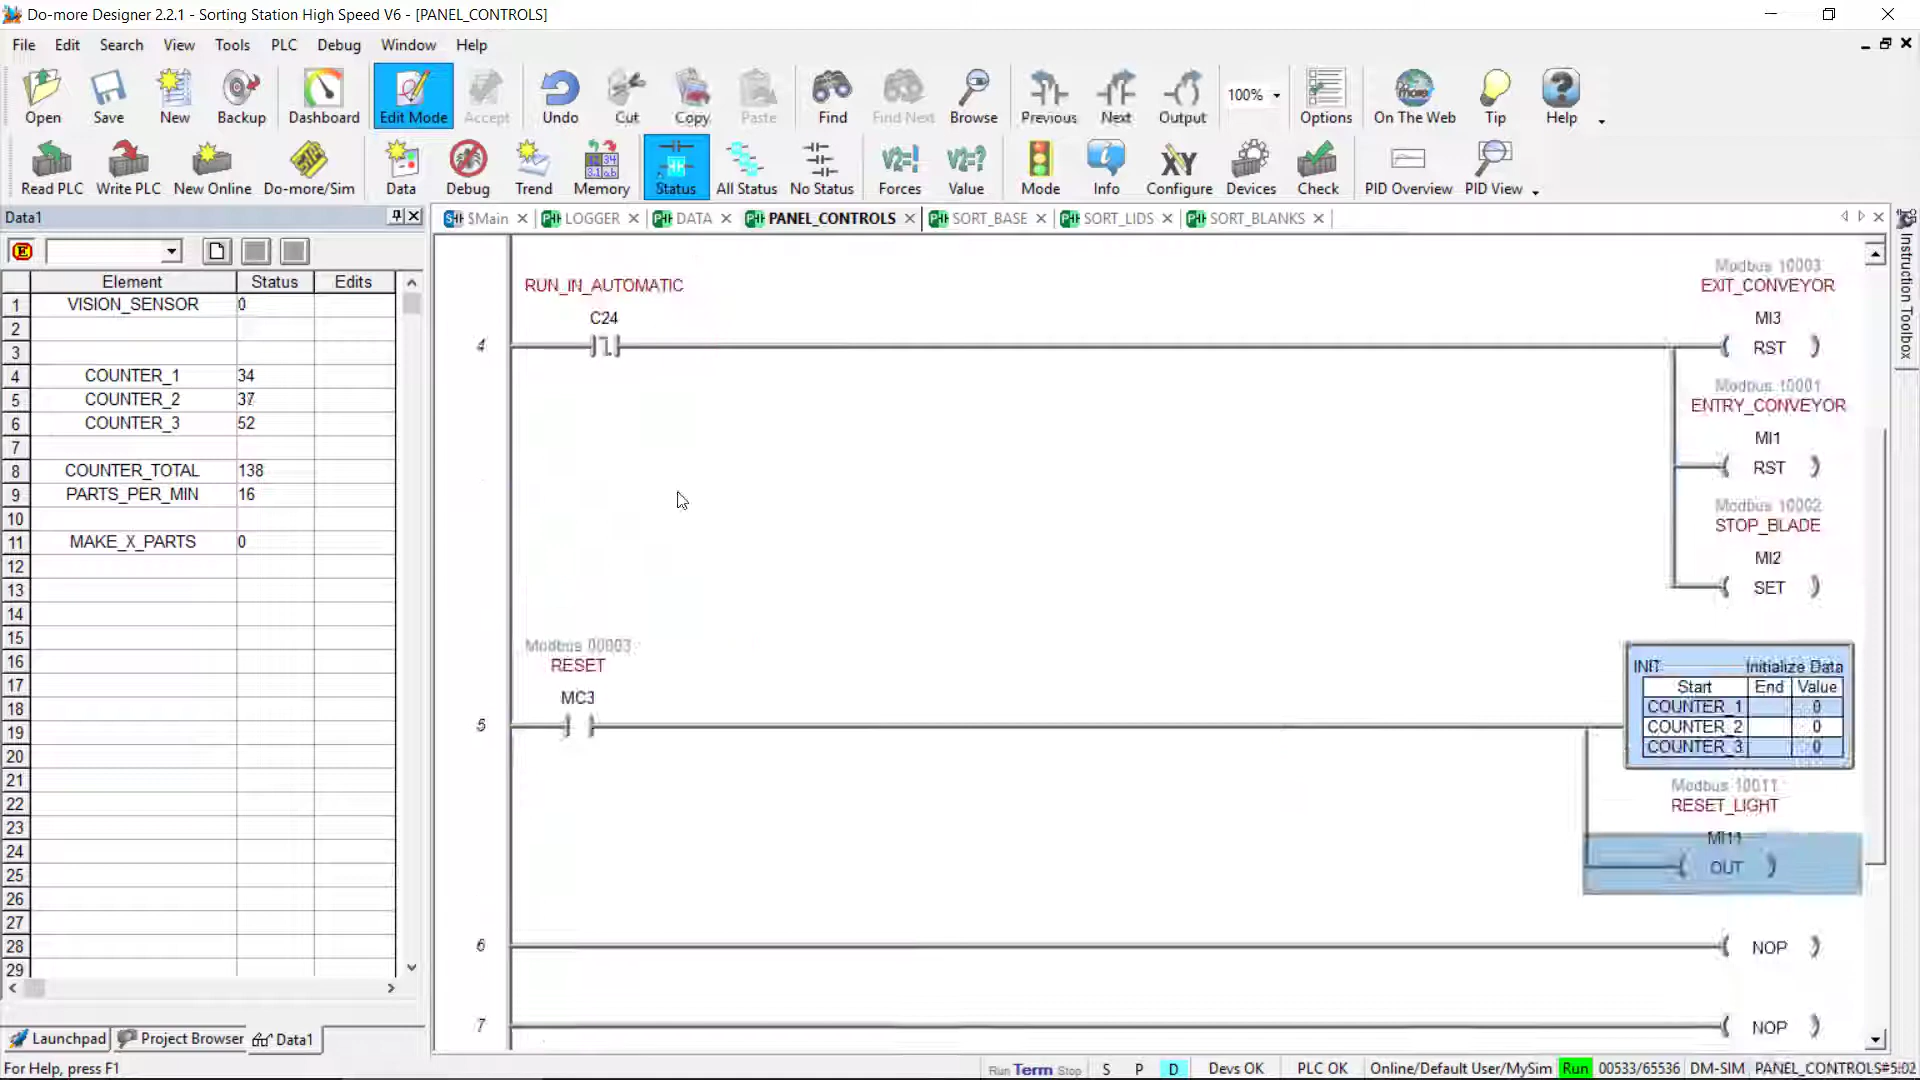 Do-more Designer 2.2.1 - Sorting Station High Speed V6 - [PANEL_CONTROLS]
File Edit Search View Tools PLC Debug Window Help
Open Save New Backup Dashboard Edit Mode Accept Undo Cut Copy Paste Find Find Next Browse Previous Next Output 100% Options On The Web Tip Help
Read PLC Write PLC New Online Do-more/Sim Data Debug Trend Memory Status All Status No Status Forces Value Mode Info Configure Devices Check PID Overview PID View
Data1
$Main LOGGER DATA PANEL_CONTROLS SORT_BASE SORT_LIDS SORT_BLANKS
Instruction Toolbox
Element Status Edits
1 VISION_SENSOR 0
2
3
4 COUNTER_1 34
5 COUNTER_2 37
6 COUNTER_3 52
7
8 COUNTER_TOTAL 138
9 PARTS_PER_MIN 16
10
11 MAKE_X_PARTS 0
12
13
14
15
16
17
18
19
20
21
22
23
24
25
26
27
28
29
RUN_IN_AUTOMATIC
C24
4
Modbus 10003
EXIT_CONVEYOR
MI3
RST
Modbus 10001
ENTRY_CONVEYOR
MI1
RST
Modbus 10002
STOP_BLADE
MI2
SET
Modbus 00003
RESET
MC3
5
INIT Initialize Data
Start End Value
COUNTER_1 0
COUNTER_2 0
COUNTER_3 0
Modbus 10011
RESET_LIGHT
MI11
OUT
6 NOP
7 NOP
Launchpad Project Browser Data1
For Help, press F1
Run Term Stop S P D Devs OK PLC OK Online/Default User/MySim Run 00533/65536 DM-SIM PANEL_CONTROLS#5:02